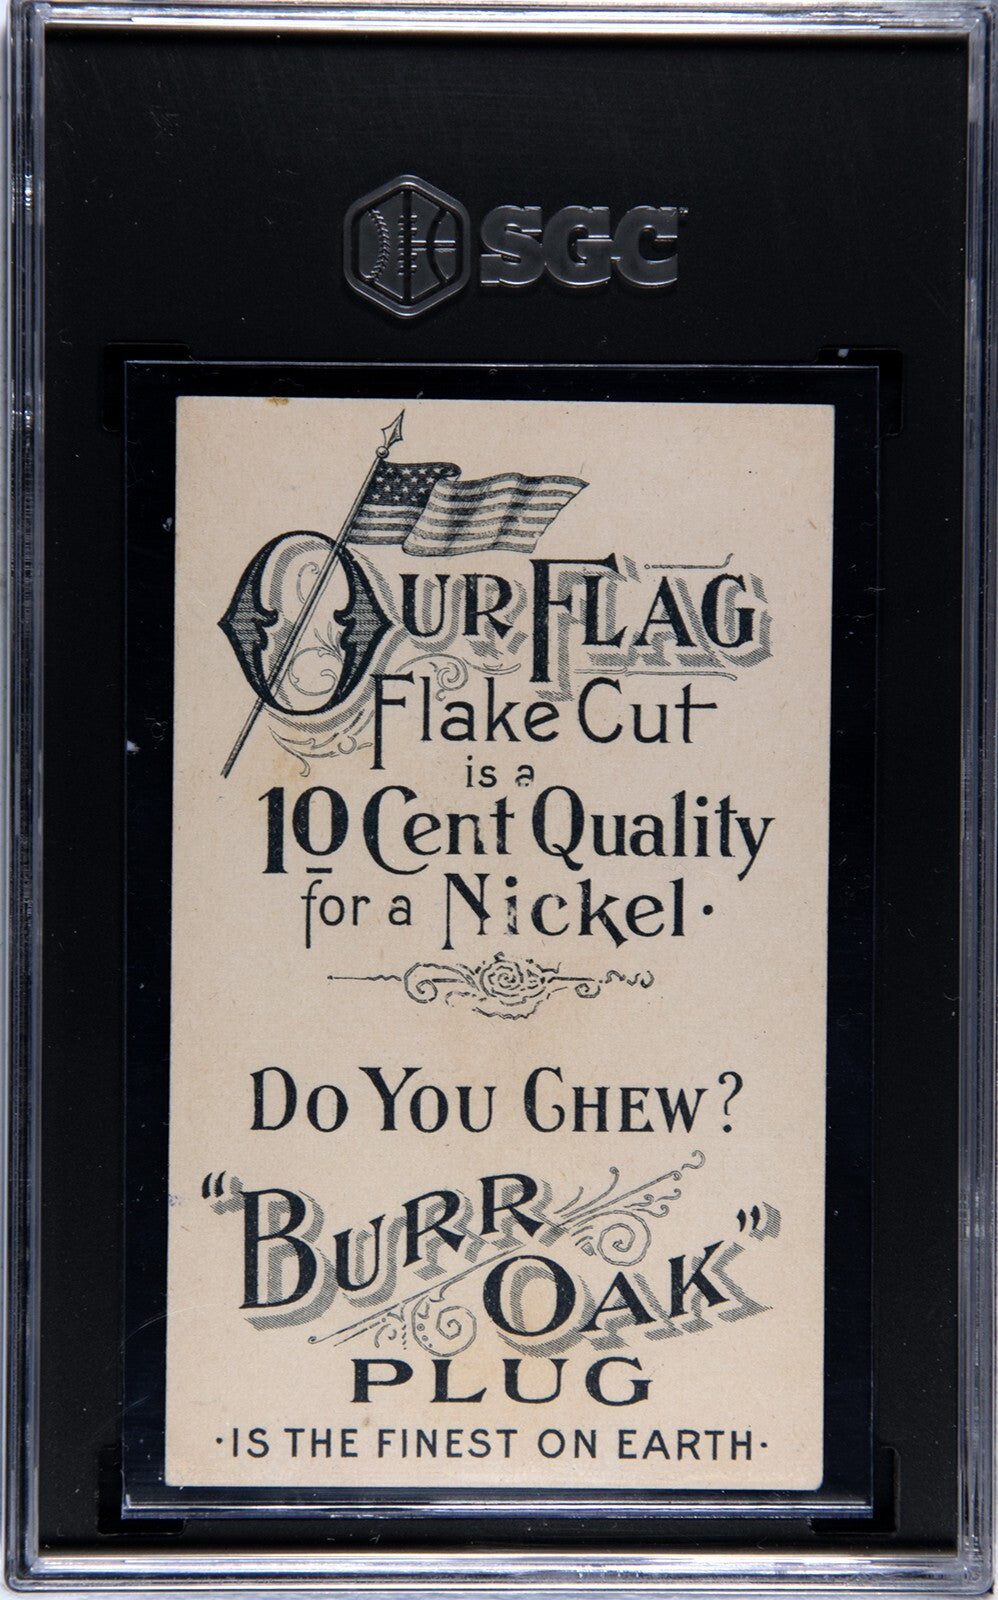 SGC
OUR FLAG
Flake Cut
is a
10 Cent Quality
for a Nickel.
DO YOU CHEW?
"BURR
OAK"
PLUG
·IS THE FINEST ON EARTH·